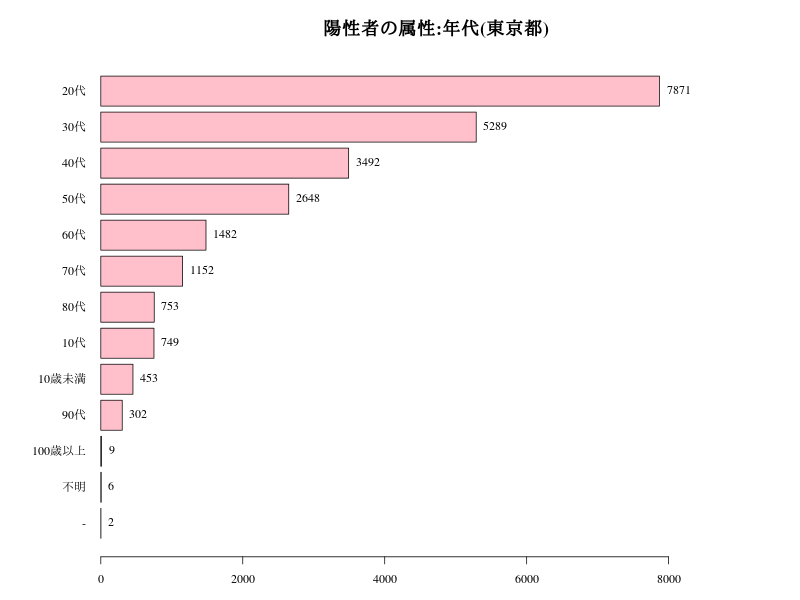 陽性者の属性:年代(東京都)
20代 7871
30代 5289
40代 3492
50代 2648
60代 1482
70代 1152
80代 753
10代 749
10歳未満 453
90代 302
100歳以上 9
不明 6
- 2
0 2000 4000 6000 8000